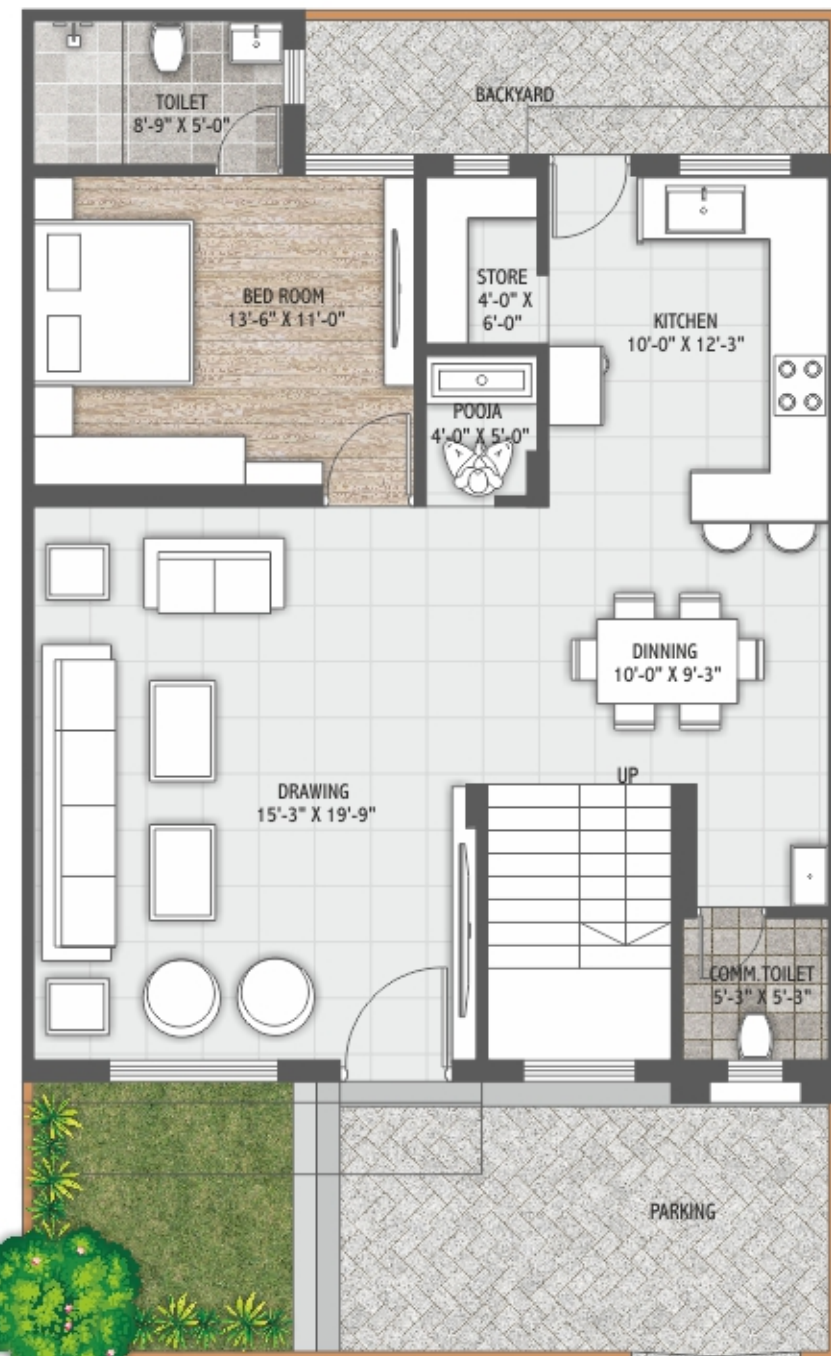 TOILET
8'-9" X 5'-0"
BACKYARD
BED ROOM
13'-6" X 11'-0"
STORE
4'-0" X
6'-0"
KITCHEN
10'-0" X 12'-3"
POOJA
4'-0" X 5'-0"
DINNING
10'-0" X 9'-3"
UP
DRAWING
15'-3" X 19'-9"
COMM.TOILET
5'-3" X 5'-3"
PARKING